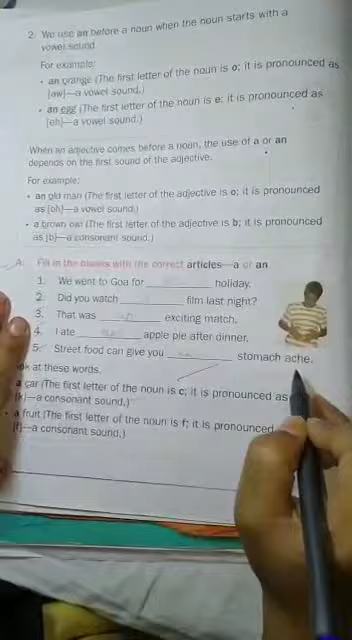 2. We use an before a noun when the noun starts with a
vowel sound.
For example:
• an orange (The first letter of the noun is o; it is pronounced as
[aw]—a vowel sound.)
• an egg (The first letter of the noun is e; it is pronounced as
[eh]—a vowel sound.)
When an adjective comes before a noun, the use of a or an
depends on the first sound of the adjective.
For example:
• an old man (The first letter of the adjective is o; it is pronounced
as [oh]—a vowel sound.)
• a brown owl (The first letter of the adjective is b; it is pronounced
as [b]—a consonant sound.)
A. Fill in the blanks with the correct articles—a or an.
1. We went to Goa for ________ holiday.
2. Did you watch ________ film last night?
3. That was ________ exciting match.
4. I ate ________ apple pie after dinner.
5. Street food can give you ________ stomach ache.
at these words.
a car (The first letter of the noun is c; it is pronounced as
[k]—a consonant sound.)
• a fruit (The first letter of the noun is f; it is pronounced
[f]—a consonant sound.)